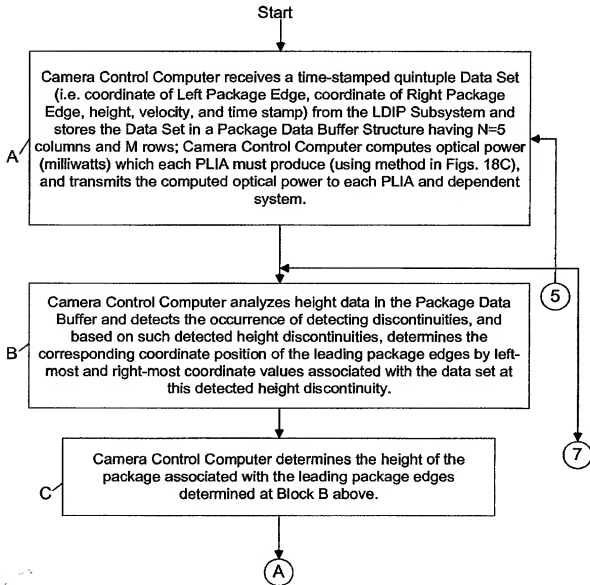 Start
Camera Control Computer receives a time-stamped quintuple Data Set
(i.e. coordinate of Left Package Edge, coordinate of Right Package
Edge, height, velocity, and time stamp) from the LDIP Subsystem and
stores the Data Set in a Package Data Buffer Structure having N=5
columns and M rows; Camera Control Computer computes optical power
(milliwatts) which each PLIA must produce (using method in Figs. 18C),
and transmits the computed optical power to each PLIA and dependent
system.
A
5
Camera Control Computer analyzes height data in the Package Data
Buffer and detects the occurrence of detecting discontinuities, and
based on such detected height discontinuities, determines the
corresponding coordinate position of the leading package edges by left-
most and right-most coordinate values associated with the data set at
this detected height discontinuity.
B
7
Camera Control Computer determines the height of the
package associated with the leading package edges
determined at Block B above.
C
A